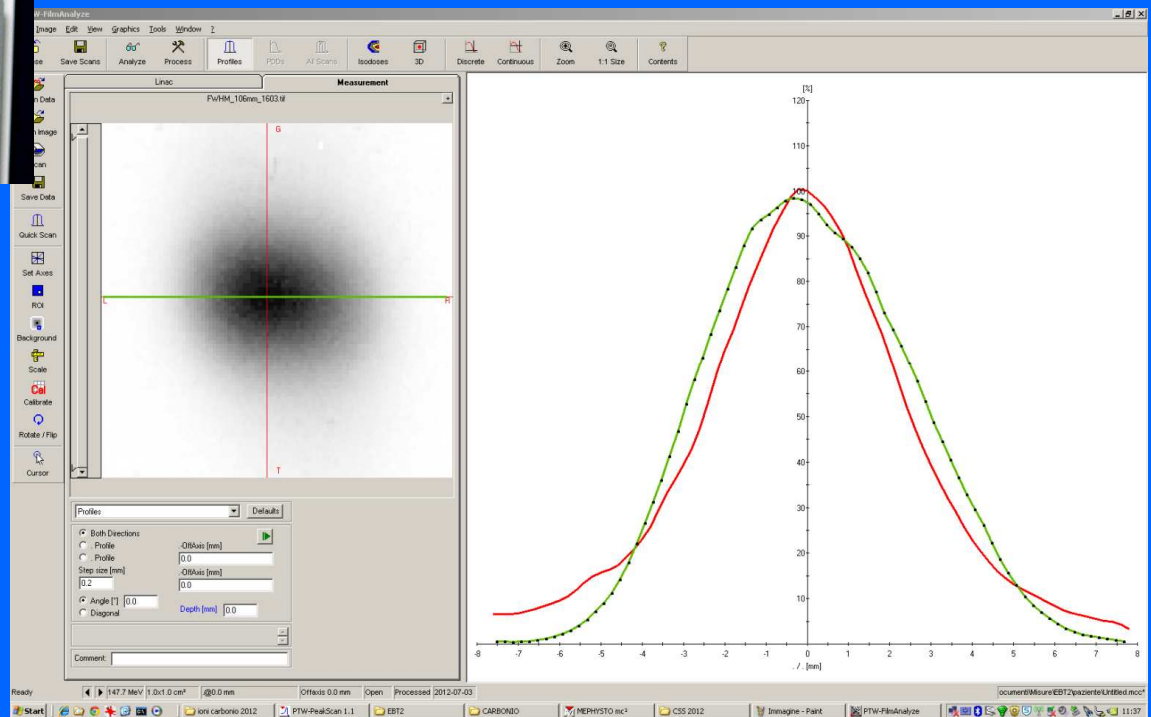 W-FilmAnalyze
Image Edit View Graphics Tools Window ?
Save Scans Analyze Process Profiles PDDs All Scans Isodoses 3D Discrete Continuous Zoom 1:1 Size Contents
Linac Measurement
FWHM_106mm_1603.tif
Save Data
Quick Scan
Set Axes
ROI
Background
Scale
Cal
Calibrate
Rotate / Flip
Cursor
G
L R
T
Profiles Defaults
Both Directions
. Profile -OffAxis [mm]
. Profile 0.0
Step size [mm] -OffAxis [mm]
0.2 0.0
Angle [°] 0.0 Depth [mm] 0.0
Diagonal
Comment:
[%]
120
110
100
90
80
70
60
50
40
30
20
10
-8 -7 -6 -5 -4 -3 -2 -1 0 1 2 3 4 5 6 7 8
. / . [mm]
Ready 147.7 MeV 1.0x1.0 cm² @0.0 mm Offaxis 0.0 mm Open Processed 2012-07-03 ocumenti\Misure\EBT2\paziente\Untitled.mcc*
Start ioni carbonio 2012 PTW-PeakScan 1.1 EBT2 CARBONIO MEPHYSTO mc² CSS 2012 Immagine - Paint PTW-FilmAnalyze 11:37